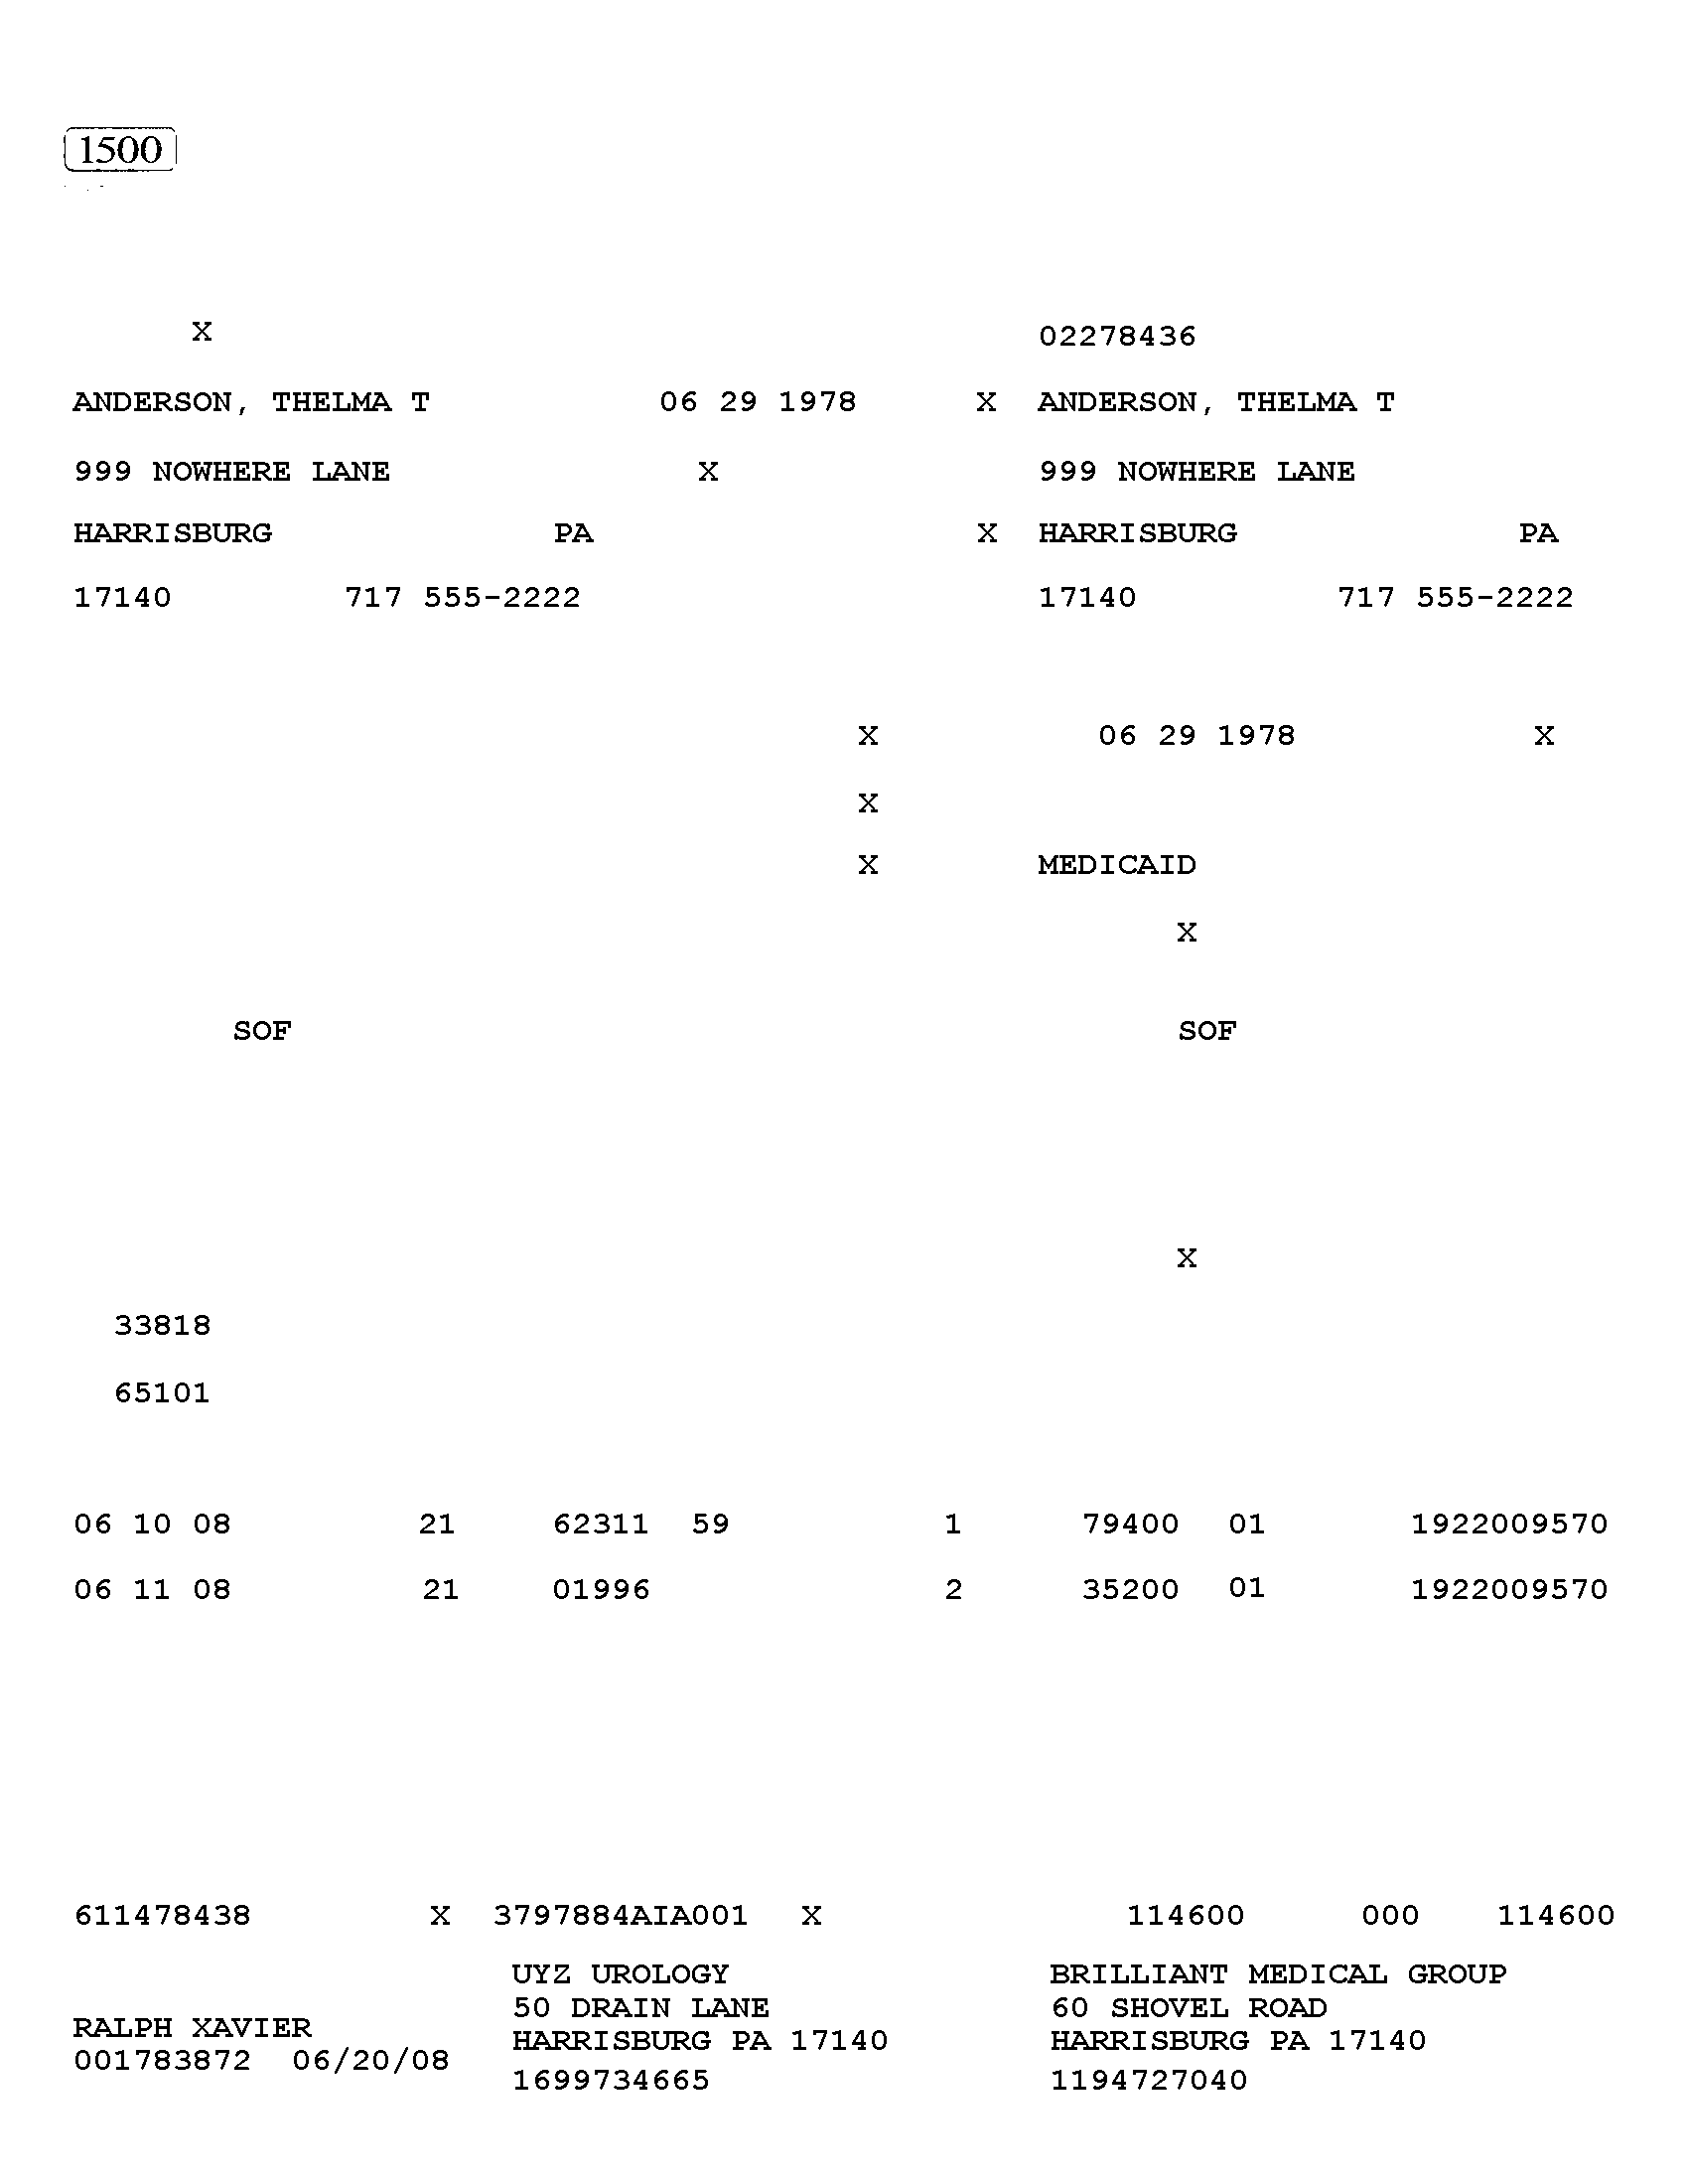 1500
X 02278436
ANDERSON, THELMA T 06 29 1978 X ANDERSON, THELMA T
999 NOWHERE LANE X 999 NOWHERE LANE
HARRISBURG PA X HARRISBURG PA
17140 717 555-2222 17140 717 555-2222
X 06 29 1978 X
X
X MEDICAID
X
SOF SOF
X
33818
65101
06 10 08 21 62311 59 1 79400 01 1922009570
06 11 08 21 01996 2 35200 01 1922009570
611478438 X 3797884AIA001 X 114600 000 114600
UYZ UROLOGY BRILLIANT MEDICAL GROUP
50 DRAIN LANE 60 SHOVEL ROAD
RALPH XAVIER HARRISBURG PA 17140 HARRISBURG PA 17140
001783872 06/20/08
1699734665 1194727040